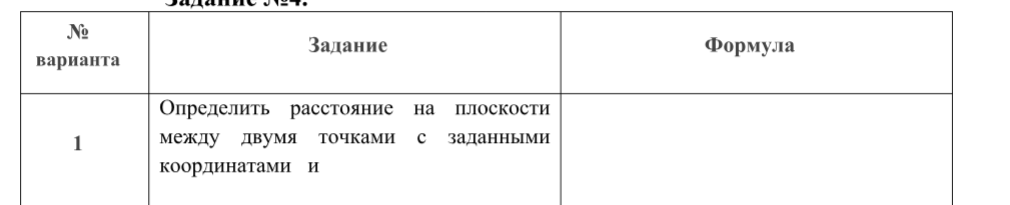 Задание №4.
№
варианта
Задание
Формула
1
Определить расстояние на плоскости
между двумя точками с заданными
координатами и